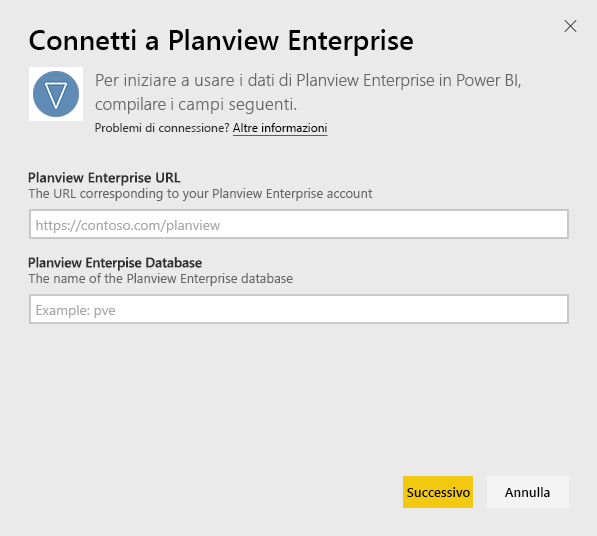 Connetti a Planview Enterprise
Per iniziare a usare i dati di Planview Enterprise in Power BI,
compilare i campi seguenti.
Problemi di connessione? Altre informazioni
Planview Enterprise URL
The URL corresponding to your Planview Enterprise account
https://contoso.com/planview
Planview Enterpise Database
The name of the Planview Enterprise database
Example: pve
Successivo
Annulla